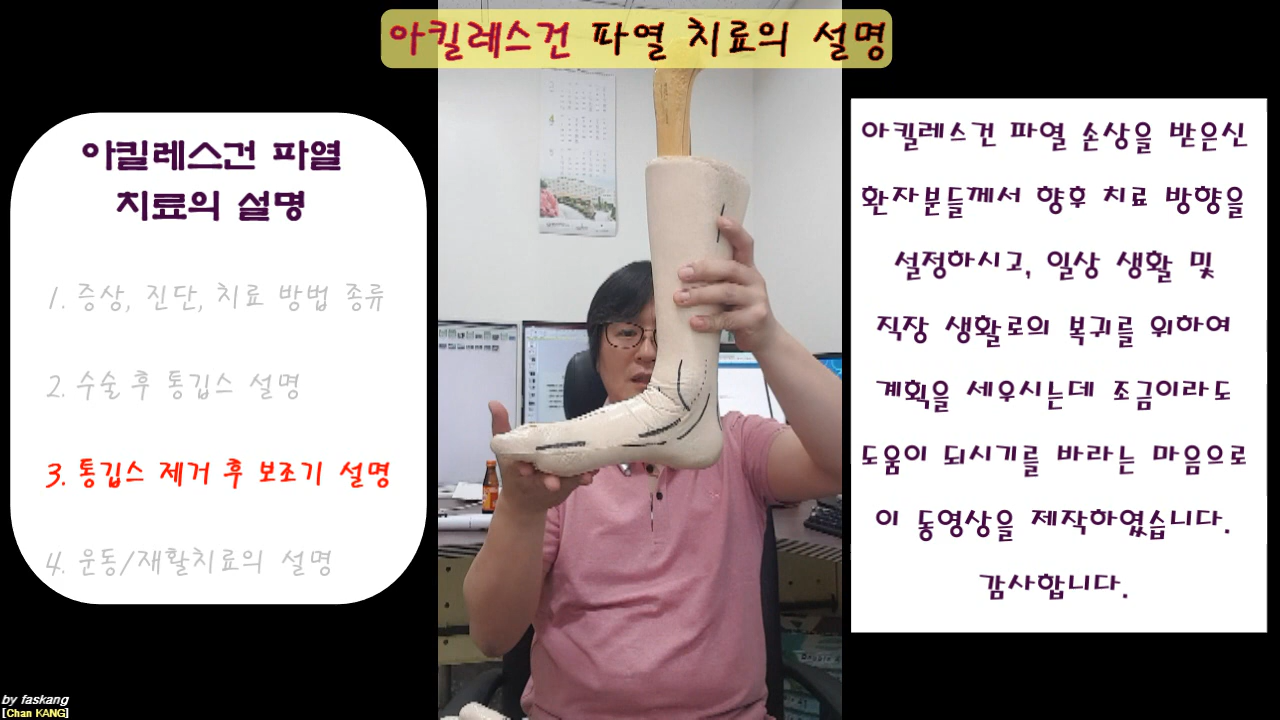 아킬레스건 파열 치료의 설명
아킬레스건 파열
치료의 설명
1. 증상, 진단, 치료 방법 종류
2. 수술 후 통깁스 설명
3. 통깁스 제거 후 보조기 설명
4. 운동/재활치료의 설명
아킬레스건 파열 손상을 받은신
환자분들께서 향후 치료 방향을
설정하시고, 일상 생활 및
직장 생활로의 복귀를 위하여
계획을 세우시는데 조금이라도
도움이 되시기를 바라는 마음으로
이 동영상을 제작하였습니다.
감사합니다.
by faskang
[Chan KANG]